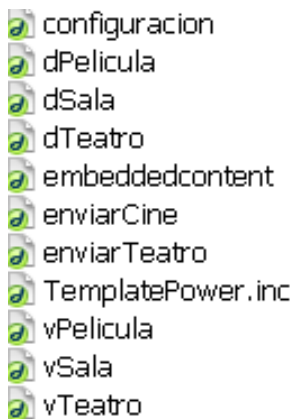 configuracion
dPelicula
dSala
dTeatro
embeddedcontent
enviarCine
enviarTeatro
TemplatePower.inc
vPelicula
vSala
vTeatro